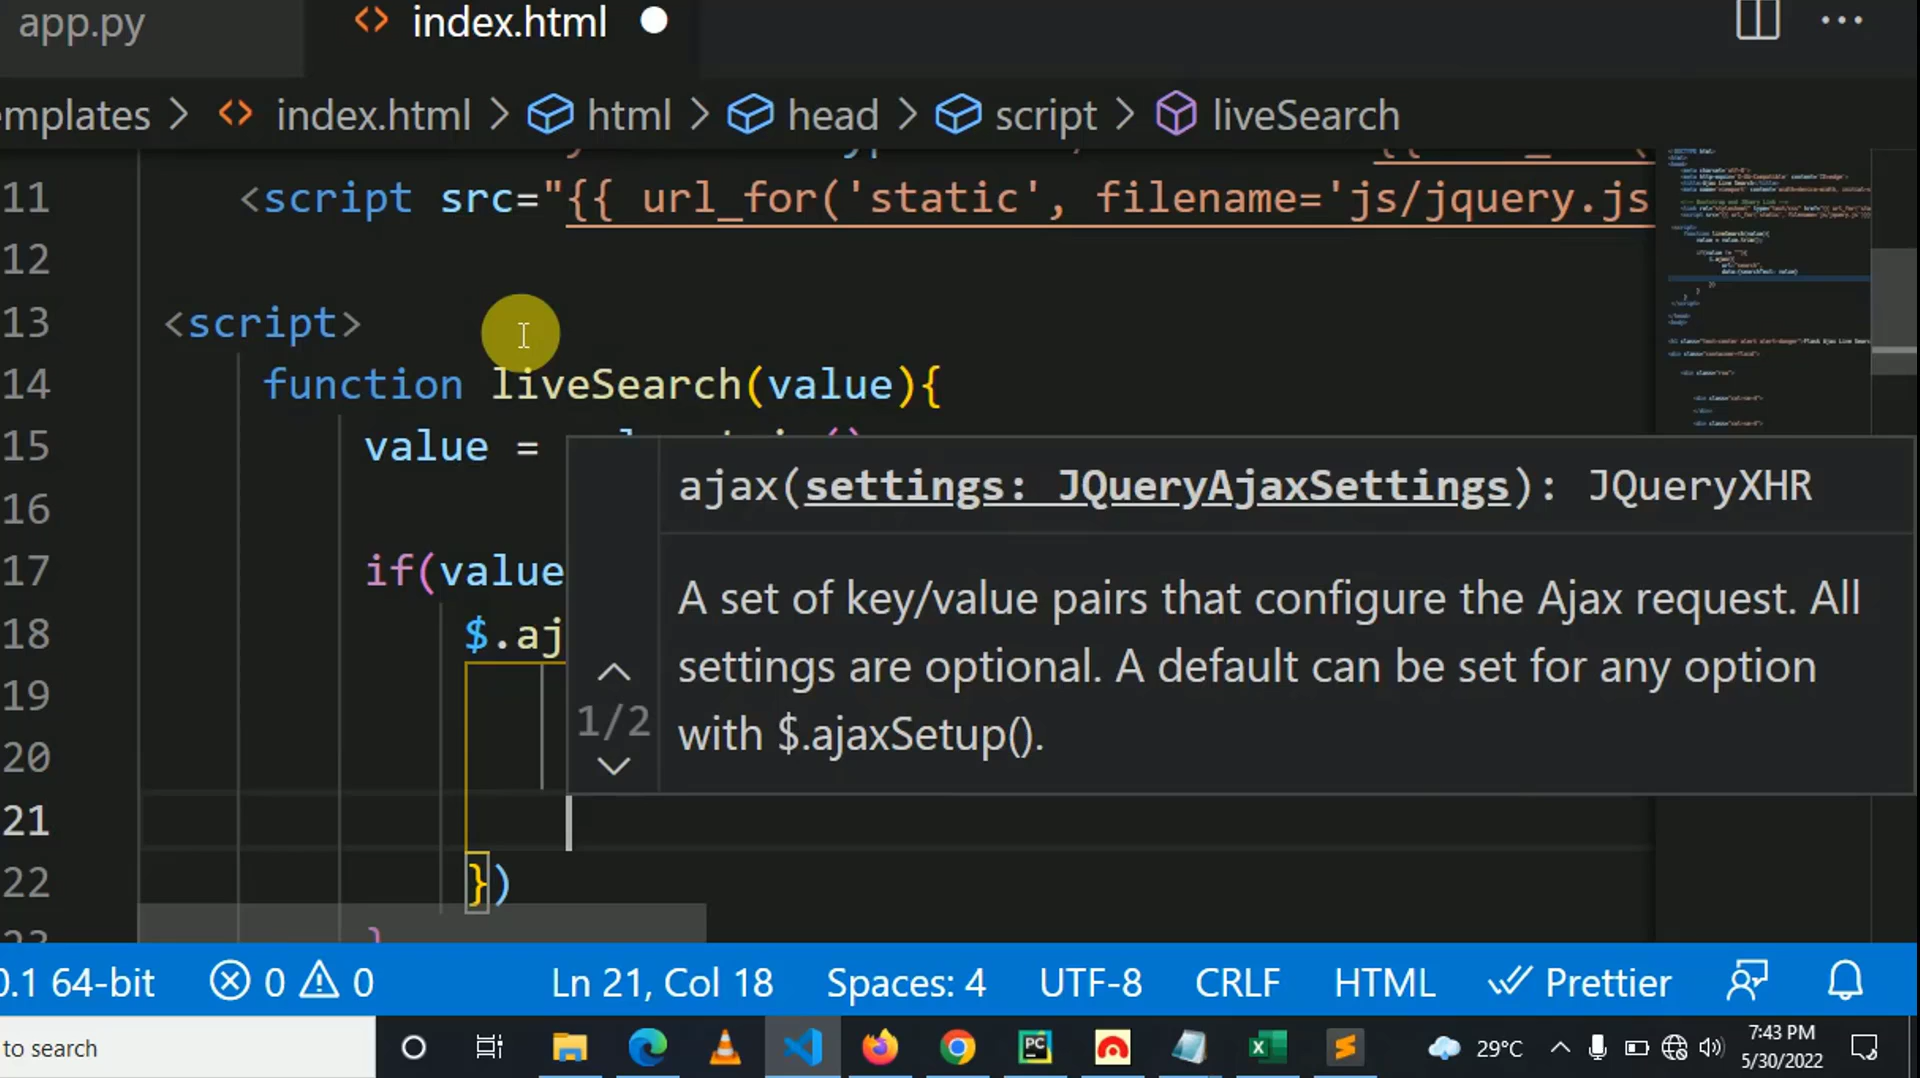 app.py
index.html
mplates > index.html > html > head > script > liveSearch
11 <script src="{{ url_for('static', filename='js/jquery.js
12
13 <script>
14 function liveSearch(value){
15 value =
16
17 if(value
18 $.aj
19
20
21
22 })
23 }
ajax(settings: JQueryAjaxSettings): JQueryXHR
A set of key/value pairs that configure the Ajax request. All
settings are optional. A default can be set for any option
with $.ajaxSetup().
1/2
0.1 64-bit 0 0 Ln 21, Col 18 Spaces: 4 UTF-8 CRLF HTML Prettier
to search
29°C
7:43 PM
5/30/2022